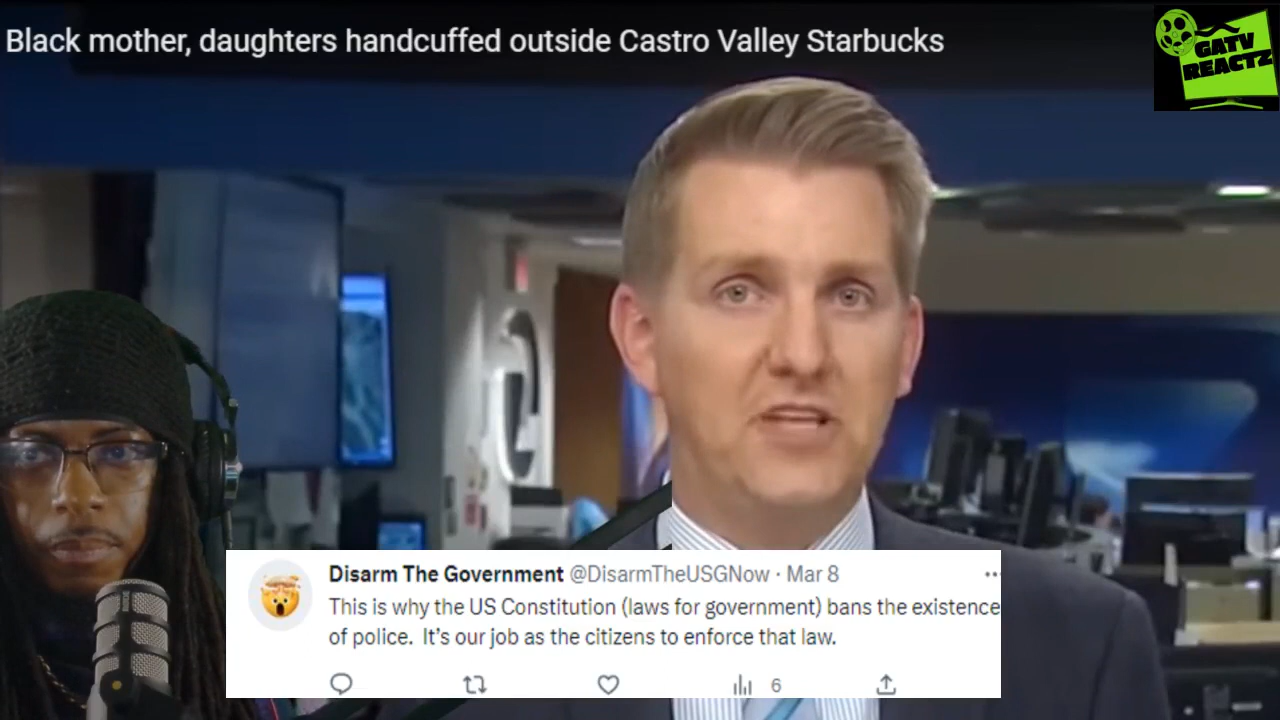 Black mother, daughters handcuffed outside Castro Valley Starbucks
GATV
REACTZ
Disarm The Government @DisarmTheUSGNow · Mar 8
This is why the US Constitution (laws for government) bans the existence
of police. It’s our job as the citizens to enforce that law.
6